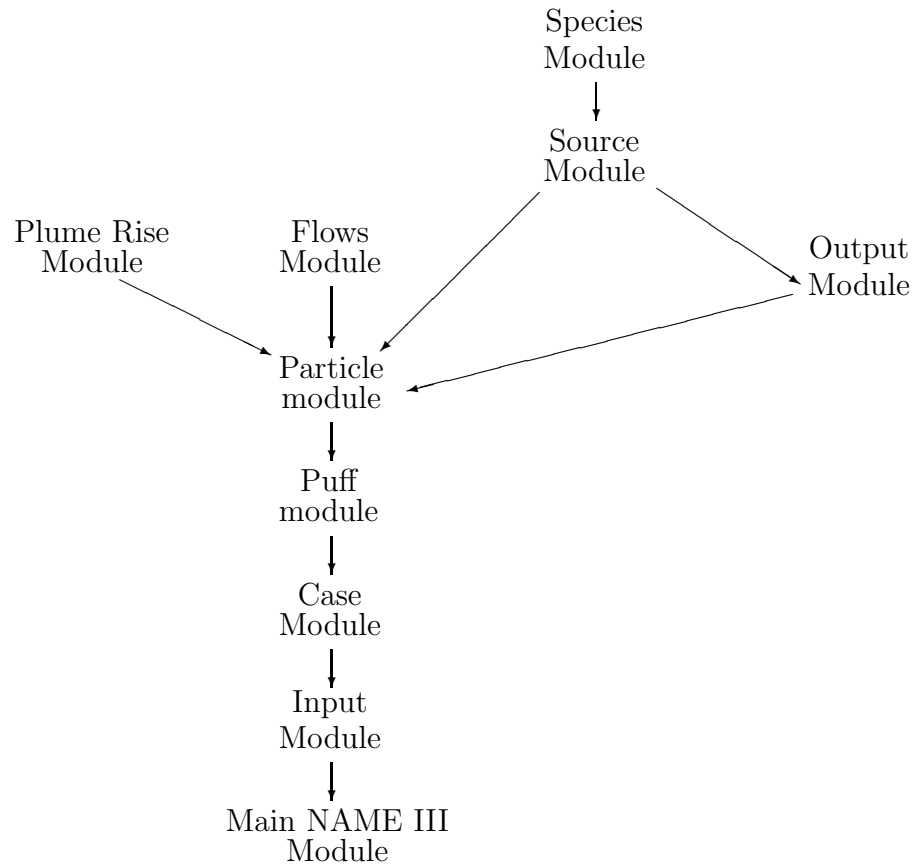 Species
Module
Source
Module
Plume Rise
Module
Flows
Module
Output
Module
Particle
module
Puff
module
Case
Module
Input
Module
Main NAME III
Module